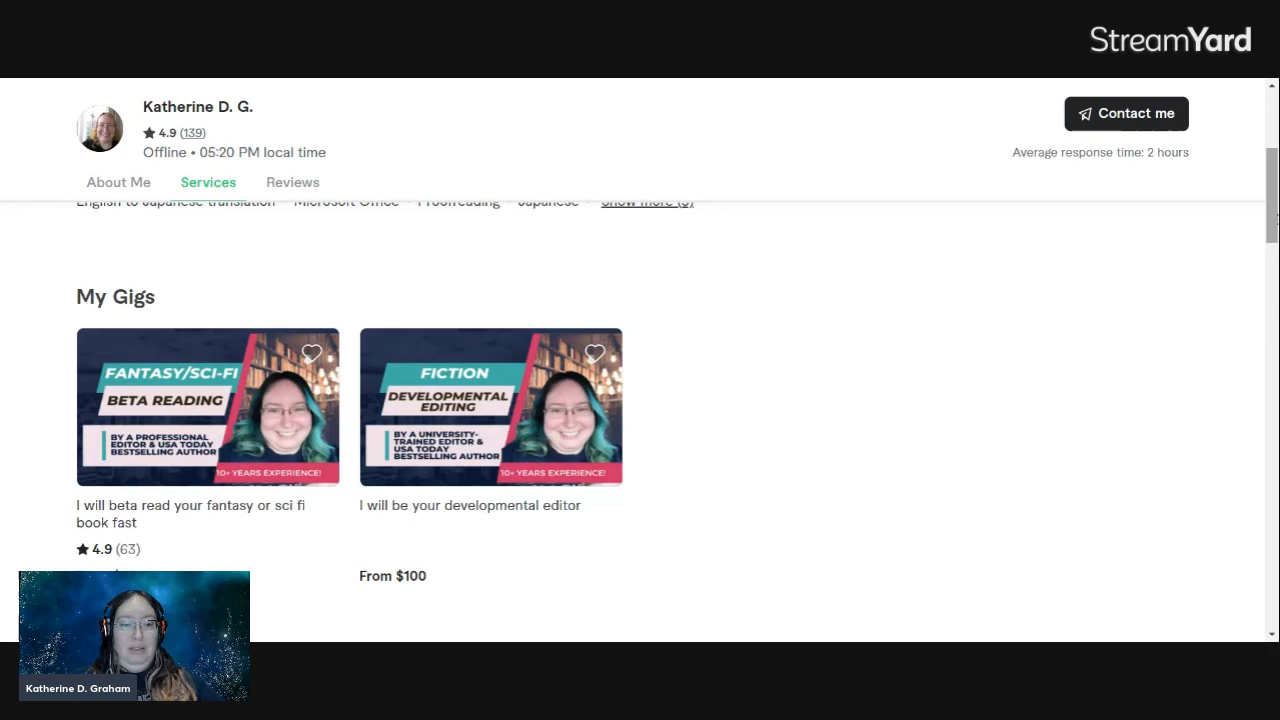 StreamYard
Katherine D. G.
4.9 (139)
Offline • 05:20 PM local time
Contact me
Average response time: 2 hours
About Me
Services
Reviews
English to Japanese translation
Microsoft Office
Proofreading
Japanese
My Gigs
FANTASY/SCI-FI
BETA READING
BY A PROFESSIONAL
EDITOR & USA TODAY
BESTSELLING AUTHOR
10+ YEARS EXPERIENCE!
FICTION
DEVELOPMENTAL
EDITING
BY A UNIVERSITY-
TRAINED EDITOR &
USA TODAY
BESTSELLING AUTHOR
10+ YEARS EXPERIENCE!
I will beta read your fantasy or sci fi
book fast
4.9 (63)
I will be your developmental editor
From $100
Katherine D. Graham